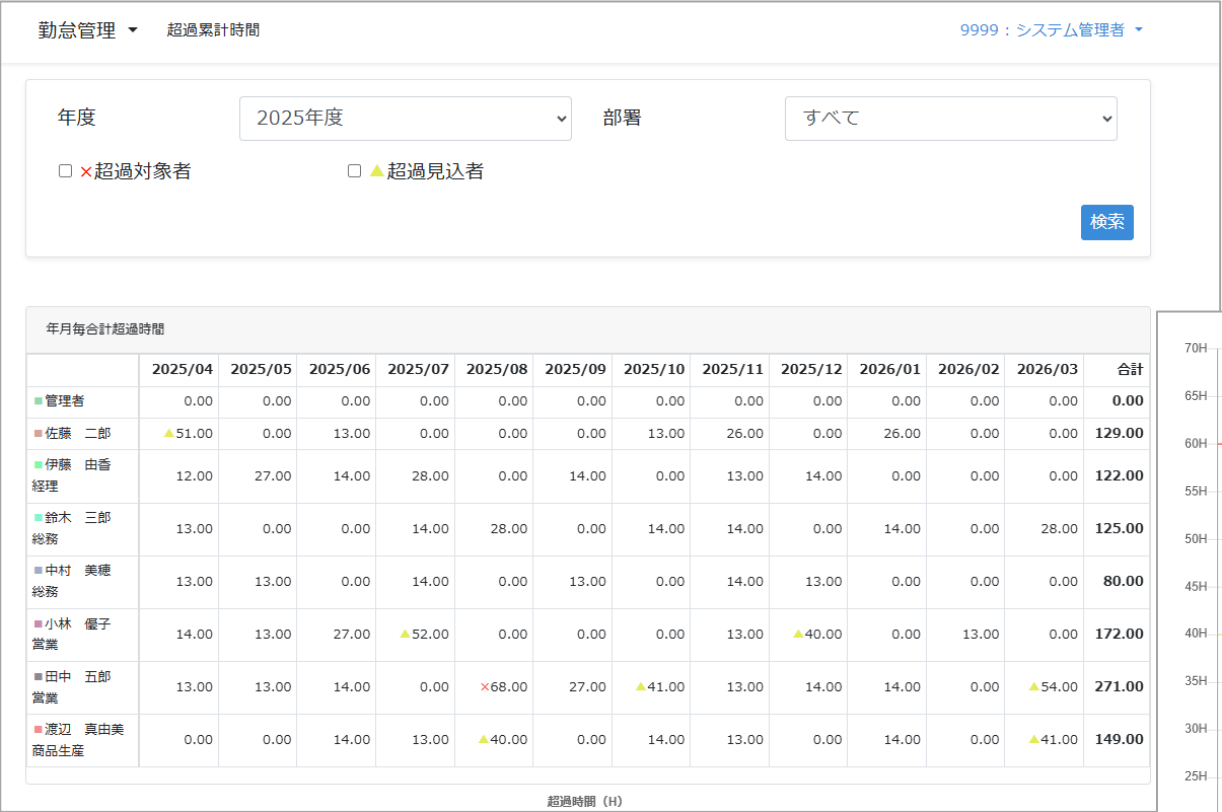 勤怠管理 超過累計時間 9999：システム管理者
年度 2025年度 部署 すべて
×超過対象者 ▲超過見込者
検索
年月毎合計超過時間
2025/04 2025/05 2025/06 2025/07 2025/08 2025/09 2025/10 2025/11 2025/12 2026/01 2026/02 2026/03 合計
■管理者 0.00 0.00 0.00 0.00 0.00 0.00 0.00 0.00 0.00 0.00 0.00 0.00 0.00
■佐藤　二郎 ▲51.00 0.00 13.00 0.00 0.00 0.00 13.00 26.00 0.00 26.00 0.00 0.00 129.00
■伊藤　由香
経理 12.00 27.00 14.00 28.00 0.00 14.00 0.00 13.00 14.00 0.00 0.00 0.00 122.00
■鈴木　三郎
総務 13.00 0.00 0.00 14.00 28.00 0.00 14.00 14.00 0.00 14.00 0.00 28.00 125.00
■中村　美穂
総務 13.00 13.00 0.00 14.00 0.00 13.00 0.00 14.00 13.00 0.00 0.00 0.00 80.00
■小林　優子
営業 14.00 13.00 27.00 ▲52.00 0.00 0.00 0.00 13.00 ▲40.00 0.00 13.00 0.00 172.00
■田中　五郎
営業 13.00 13.00 14.00 0.00 ×68.00 27.00 ▲41.00 13.00 14.00 14.00 0.00 ▲54.00 271.00
■渡辺　真由美
商品生産 0.00 0.00 14.00 13.00 ▲40.00 0.00 14.00 13.00 0.00 14.00 0.00 ▲41.00 149.00
超過時間（H）
70H
65H
60H
55H
50H
45H
40H
35H
30H
25H